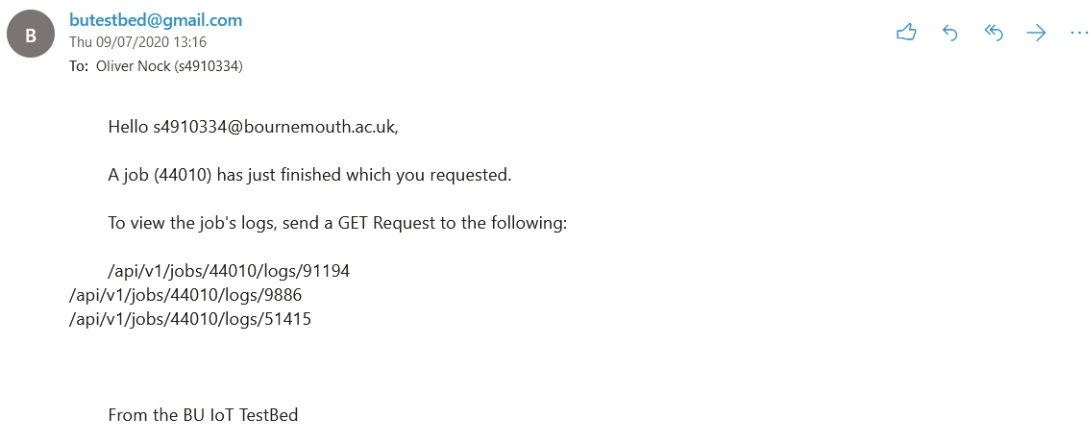 B
butestbed@gmail.com
Thu 09/07/2020 13:16
To: Oliver Nock (s4910334)
Hello s4910334@bournemouth.ac.uk,
A job (44010) has just finished which you requested.
To view the job's logs, send a GET Request to the following:
/api/v1/jobs/44010/logs/91194
/api/v1/jobs/44010/logs/9886
/api/v1/jobs/44010/logs/51415
From the BU IoT TestBed